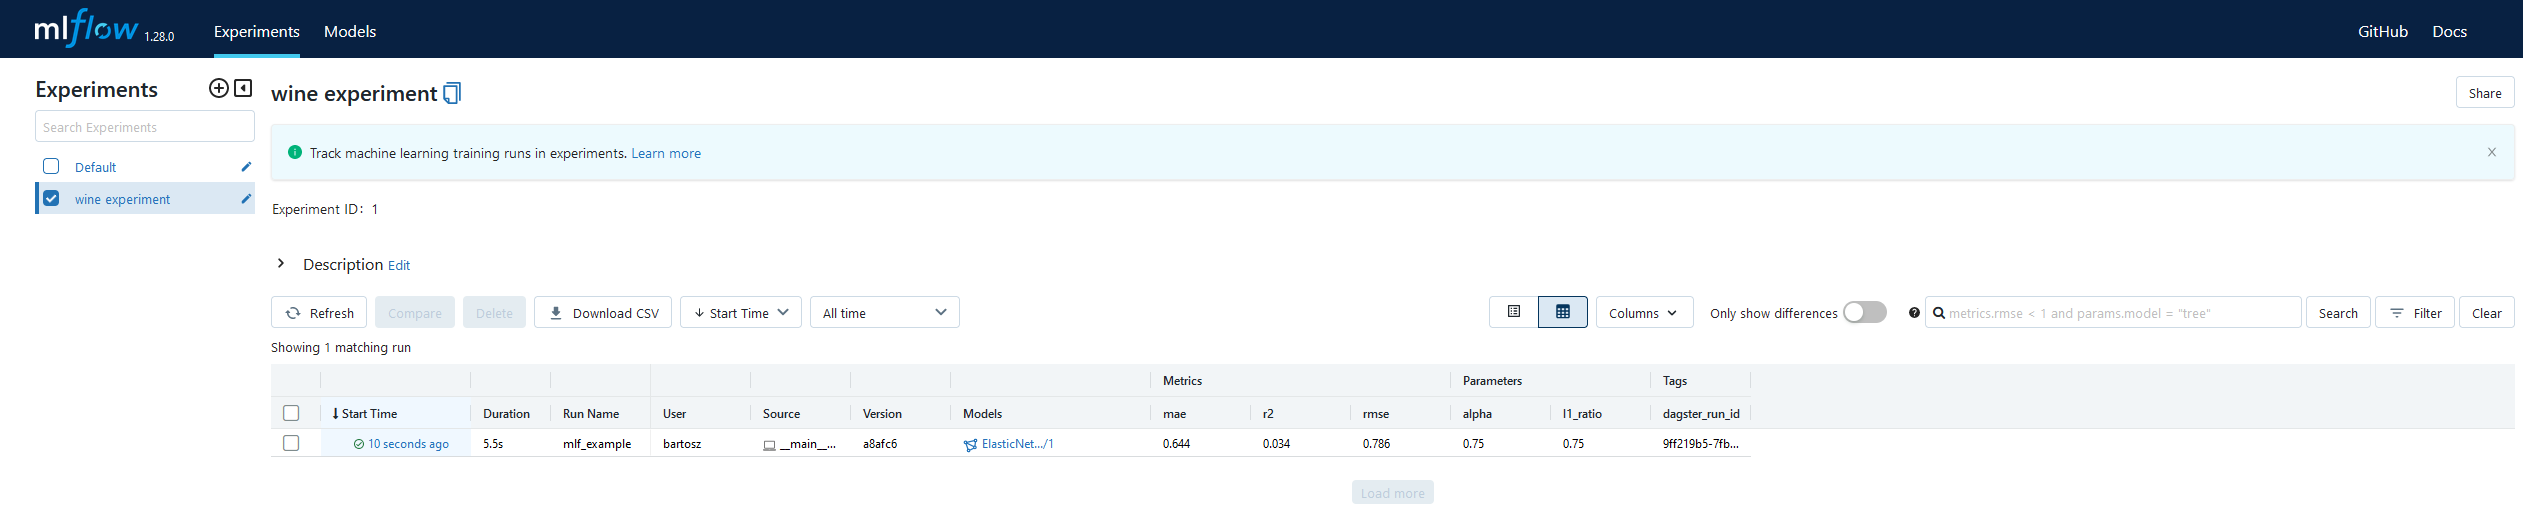 mlflow 1.28.0 Experiments Models GitHub Docs
Experiments
Search Experiments
Default
wine experiment
wine experiment
Share
Track machine learning training runs in experiments. Learn more
Experiment ID: 1
Description Edit
Refresh Compare Delete Download CSV Start Time All time Columns Only show differences metrics.rmse < 1 and params.model = "tree" Search Filter Clear
Showing 1 matching run
Metrics Parameters Tags
Start Time Duration Run Name User Source Version Models mae r2 rmse alpha l1_ratio dagster_run_id
10 seconds ago 5.5s mlf_example bartosz __main__... a8afc6 ElasticNet.../1 0.644 0.034 0.786 0.75 0.75 9ff219b5-7fb...
Load more